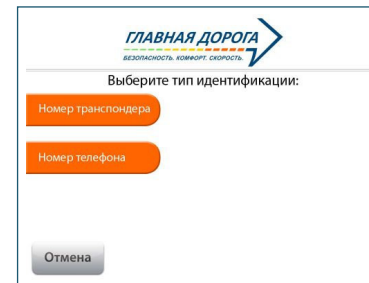 ГЛАВНАЯ ДОРОГА
БЕЗОПАСНОСТЬ. КОМФОРТ. СКОРОСТЬ.
Выберите тип идентификации:
Номер транспондера
Номер телефона
Отмена